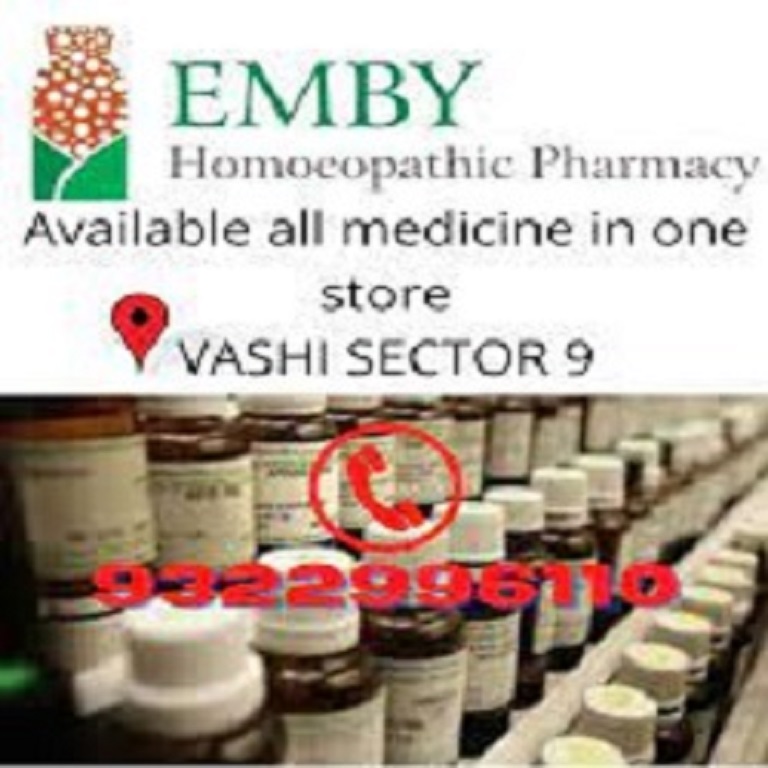 EMBY
Homoeopathic Pharmacy
Available all medicine in one
store
VASHI SECTOR 9
9322996110